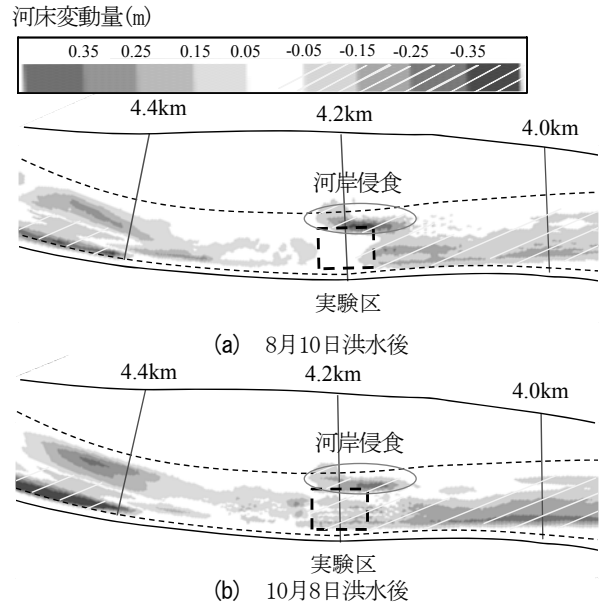 河床変動量(m)
0.35 0.25 0.15 0.05 -0.05 -0.15 -0.25 -0.35
4.4km 4.2km 4.0km
河岸侵食
実験区
(a) 8月10日洪水後
4.4km 4.2km 4.0km
河岸侵食
実験区
(b) 10月8日洪水後